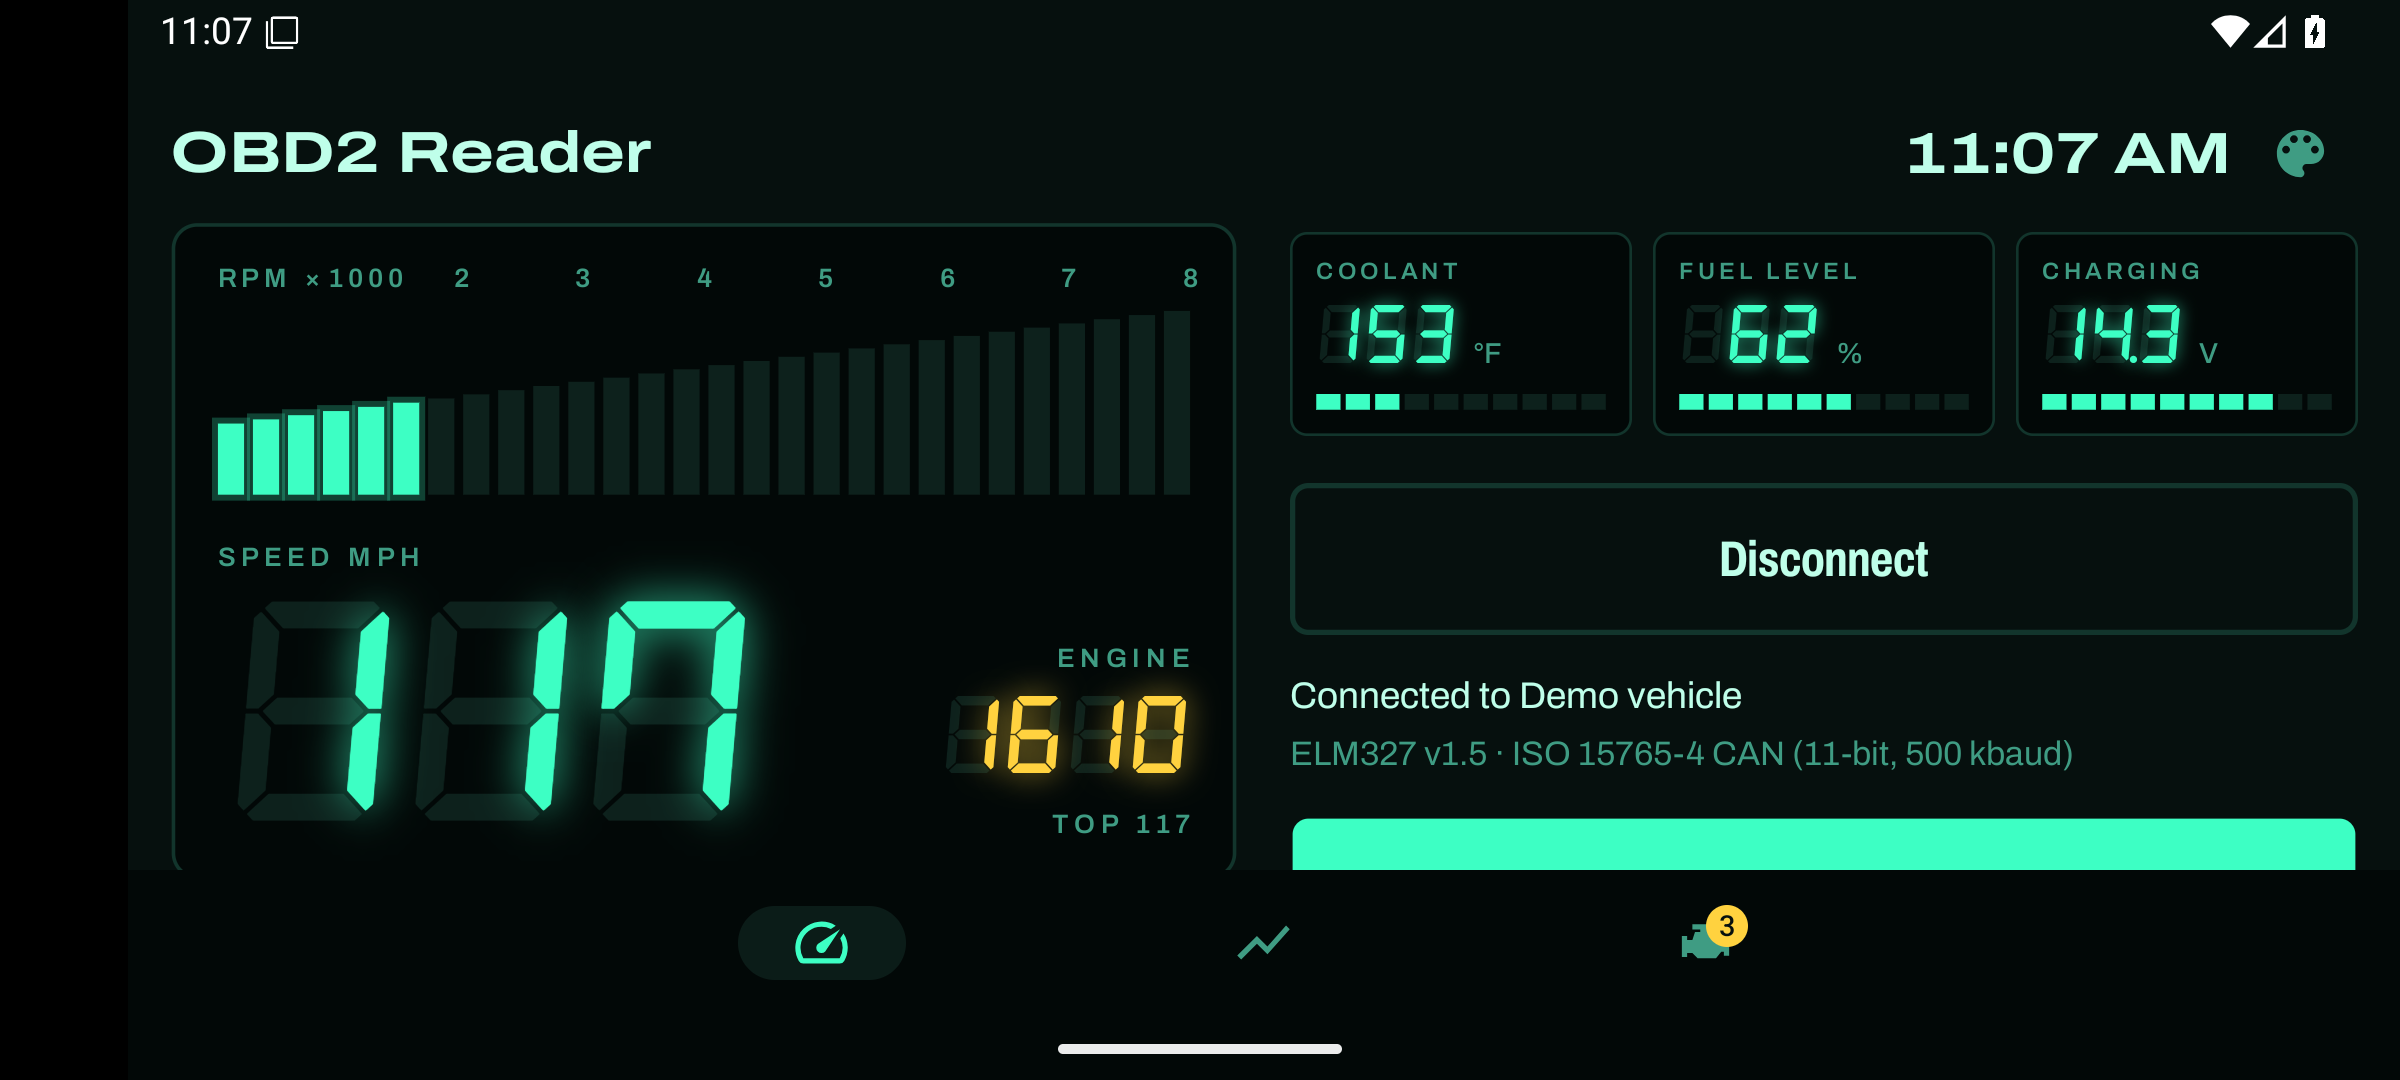 11:07
OBD2 Reader
11:07 AM
RPM ×1000 2 3 4 5 6 7 8
SPEED MPH
117
ENGINE
1610
TOP 117
COOLANT
153 °F
FUEL LEVEL
62 %
CHARGING
14.3 V
Disconnect
Connected to Demo vehicle
ELM327 v1.5 · ISO 15765-4 CAN (11-bit, 500 kbaud)
3